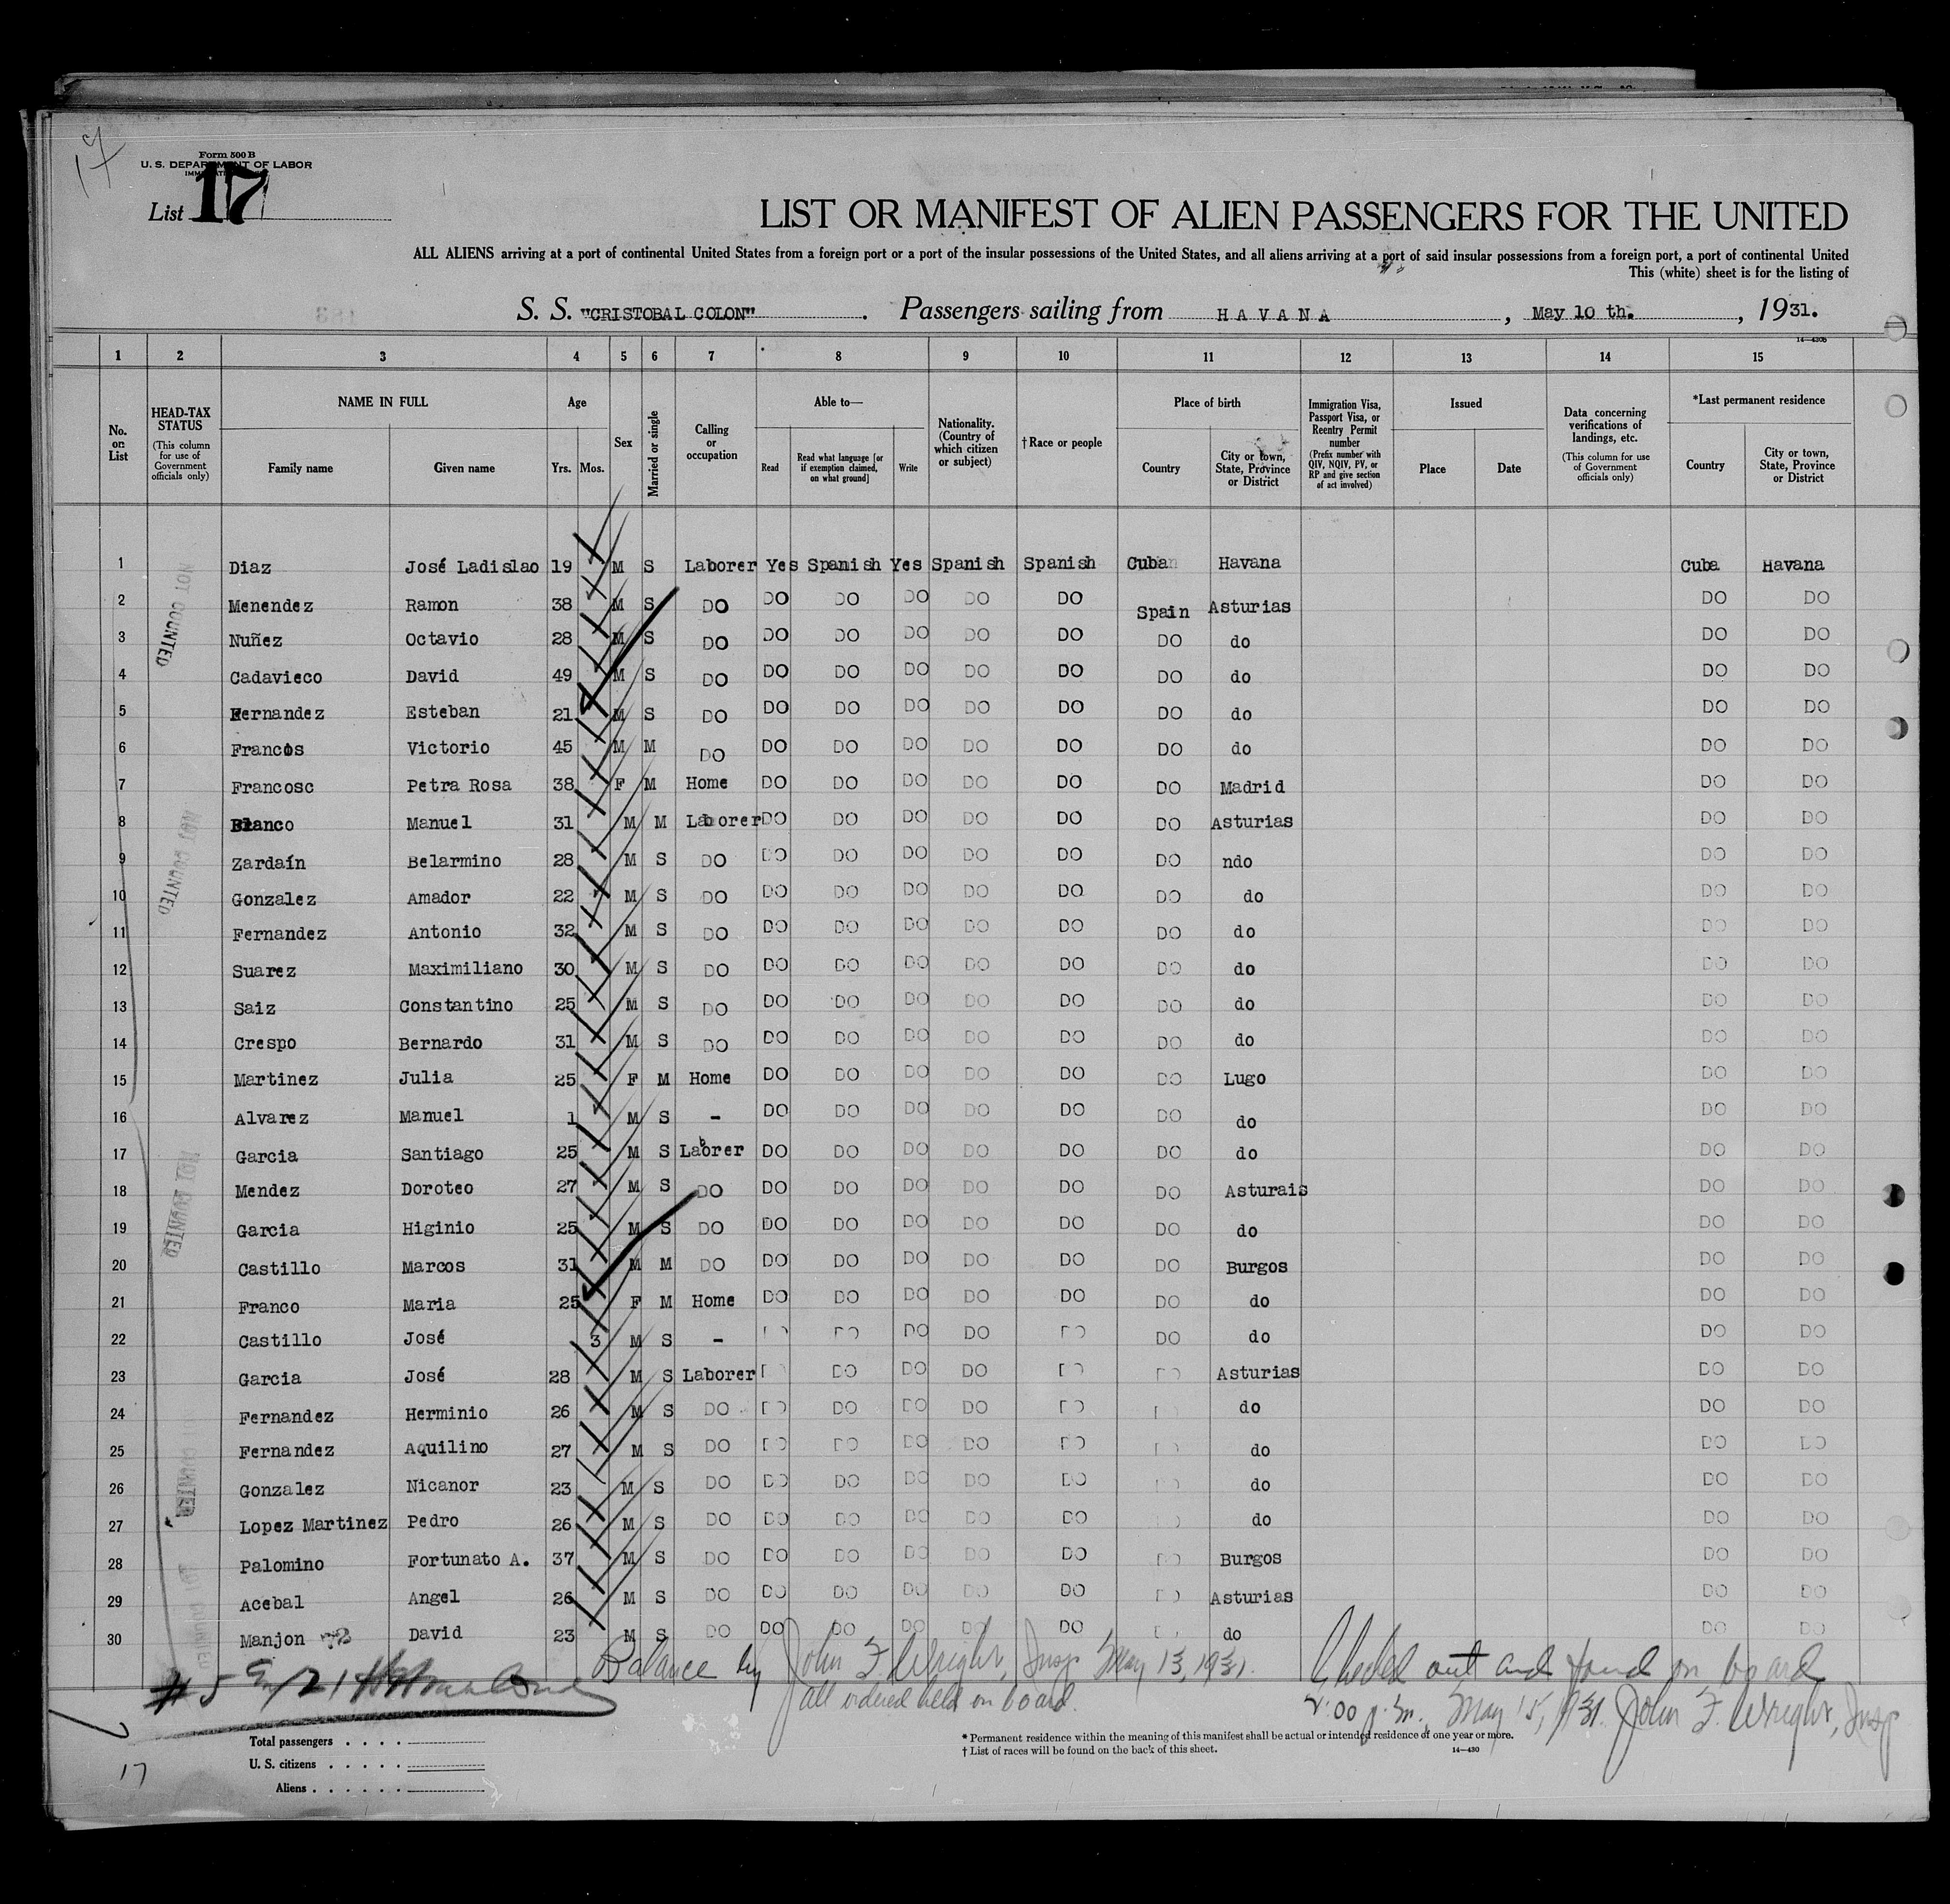 17
Form 500 B
U. S. DEPARTMENT OF LABOR
List 17
LIST OR MANIFEST OF ALIEN PASSENGERS FOR THE UNITED
ALL ALIENS arriving at a port of continental United States from a foreign port or a port of the insular possessions of the United States, and all aliens arriving at a port of said insular possessions from a foreign port, a port of continental United
This (white) sheet is for the listing of
S. S. "CRISTOBAL COLON". Passengers sailing from HAVANA, May 10 th., 1931.
14—430B
1 2 3 4 5 6 7 8 9 10 11 12 13 14 15
No. on List
HEAD-TAX STATUS (This column for use of Government officials only)
NAME IN FULL Family name Given name
Age Yrs. Mos.
Sex
Married or single
Calling or occupation
Able to— Read Read what language [or if exemption claimed, on what ground] Write
Nationality. (Country of which citizen or subject)
†Race or people
Place of birth Country City or town, State, Province or District
Immigration Visa, Passport Visa, or Reentry Permit number (Prefix number with QIV, NQIV, PV, or RP and give section of act involved)
Issued Place Date
Data concerning verifications of landings, etc. (This column for use of Government officials only)
*Last permanent residence Country City or town, State, Province or District
1 Diaz José Ladislao 19 M S Laborer Yes Spanish Yes Spanish Spanish Cuban Havana Cuba Havana
2 Menendez Ramon 38 M S DO DO DO DO DO DO Spain Asturias DO DO
3 Nuñez Octavio 28 M S DO DO DO DO DO DO DO do DO DO
4 Cadavieco David 49 M S DO DO DO DO DO DO DO do DO DO
5 Fernandez Esteban 21 M S DO DO DO DO DO DO DO do DO DO
6 Francos Victorio 45 M M DO DO DO DO DO DO DO do DO DO
7 Francosc Petra Rosa 38 F M Home DO DO DO DO DO DO Madrid DO DO
8 Blanco Manuel 31 M M Laborer DO DO DO DO DO DO Asturias DO DO
9 Zardaín Belarmino 28 M S DO DO DO DO DO DO DO ndo DO DO
10 Gonzalez Amador 22 M S DO DO DO DO DO DO DO do DO DO
11 Fernandez Antonio 32 M S DO DO DO DO DO DO DO do DO DO
12 Suarez Maximiliano 30 M S DO DO DO DO DO DO DO do DO DO
13 Saiz Constantino 25 M S DO DO DO DO DO DO DO do DO DO
14 Crespo Bernardo 31 M S DO DO DO DO DO DO DO do DO DO
15 Martinez Julia 25 F M Home DO DO DO DO DO DO Lugo DO DO
16 Alvarez Manuel 1 M S - DO DO DO DO DO DO do DO DO
17 Garcia Santiago 25 M S Laborer DO DO DO DO DO DO do DO DO
18 Mendez Doroteo 27 M S DO DO DO DO DO DO DO Asturais DO DO
19 Garcia Higinio 25 M S DO DO DO DO DO DO DO do DO DO
20 Castillo Marcos 31 M M DO DO DO DO DO DO DO Burgos DO DO
21 Franco Maria 25 F M Home DO DO DO DO DO DO do DO DO
22 Castillo José 3 M S - DO DO DO DO DO DO do DO DO
23 Garcia José 28 M S Laborer DO DO DO DO DO DO Asturias DO DO
24 Fernandez Herminio 26 M S DO DO DO DO DO DO DO do DO DO
25 Fernandez Aquilino 27 M S DO DO DO DO DO DO DO do DO DO
26 Gonzalez Nicanor 23 M S DO DO DO DO DO DO DO do DO DO
27 Lopez Martinez Pedro 26 M S DO DO DO DO DO DO DO do DO DO
28 Palomino Fortunato A. 37 M S DO DO DO DO DO DO DO Burgos DO DO
29 Acebal Angel 26 M S DO DO DO DO DO DO DO Asturias DO DO
30 Manjon David 23 M S DO DO DO DO DO DO DO do DO DO
NOT COUNTED
NOT COUNTED
NOT COUNTED
NOT COUNTED
NOT COUNTED
Balance by John F. Wright, Insp May 13, 1931.
all ordered held on board.
Checked out and found on board
2:00 p.m. May 15, 1931. John F. Wright, Insp
# 5
Total passengers
U. S. citizens
Aliens
17
* Permanent residence within the meaning of this manifest shall be actual or intended residence of one year or more.
† List of races will be found on the back of this sheet.
14—430